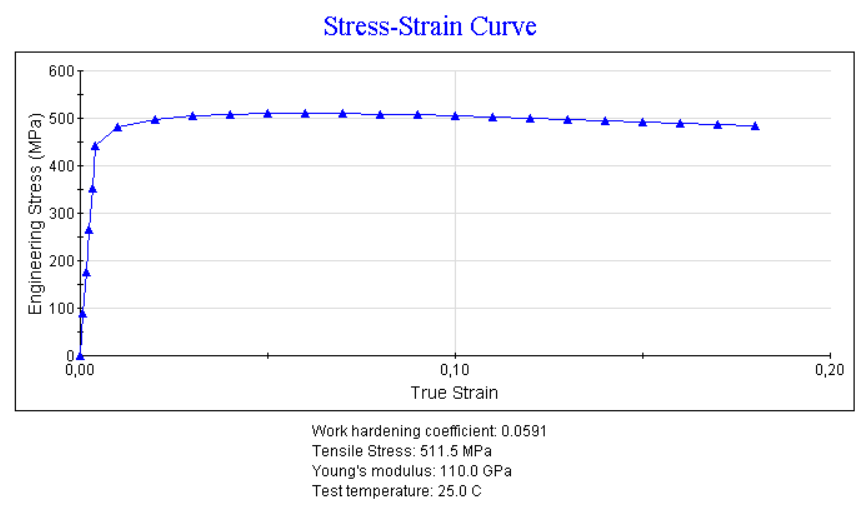 Stress-Strain Curve
600
500
400
300
200
100
0
Engineering Stress (MPa)
0,00
0,10
0,20
True Strain
Work hardening coefficient: 0.0591
Tensile Stress: 511.5 MPa
Young's modulus: 110.0 GPa
Test temperature: 25.0 C